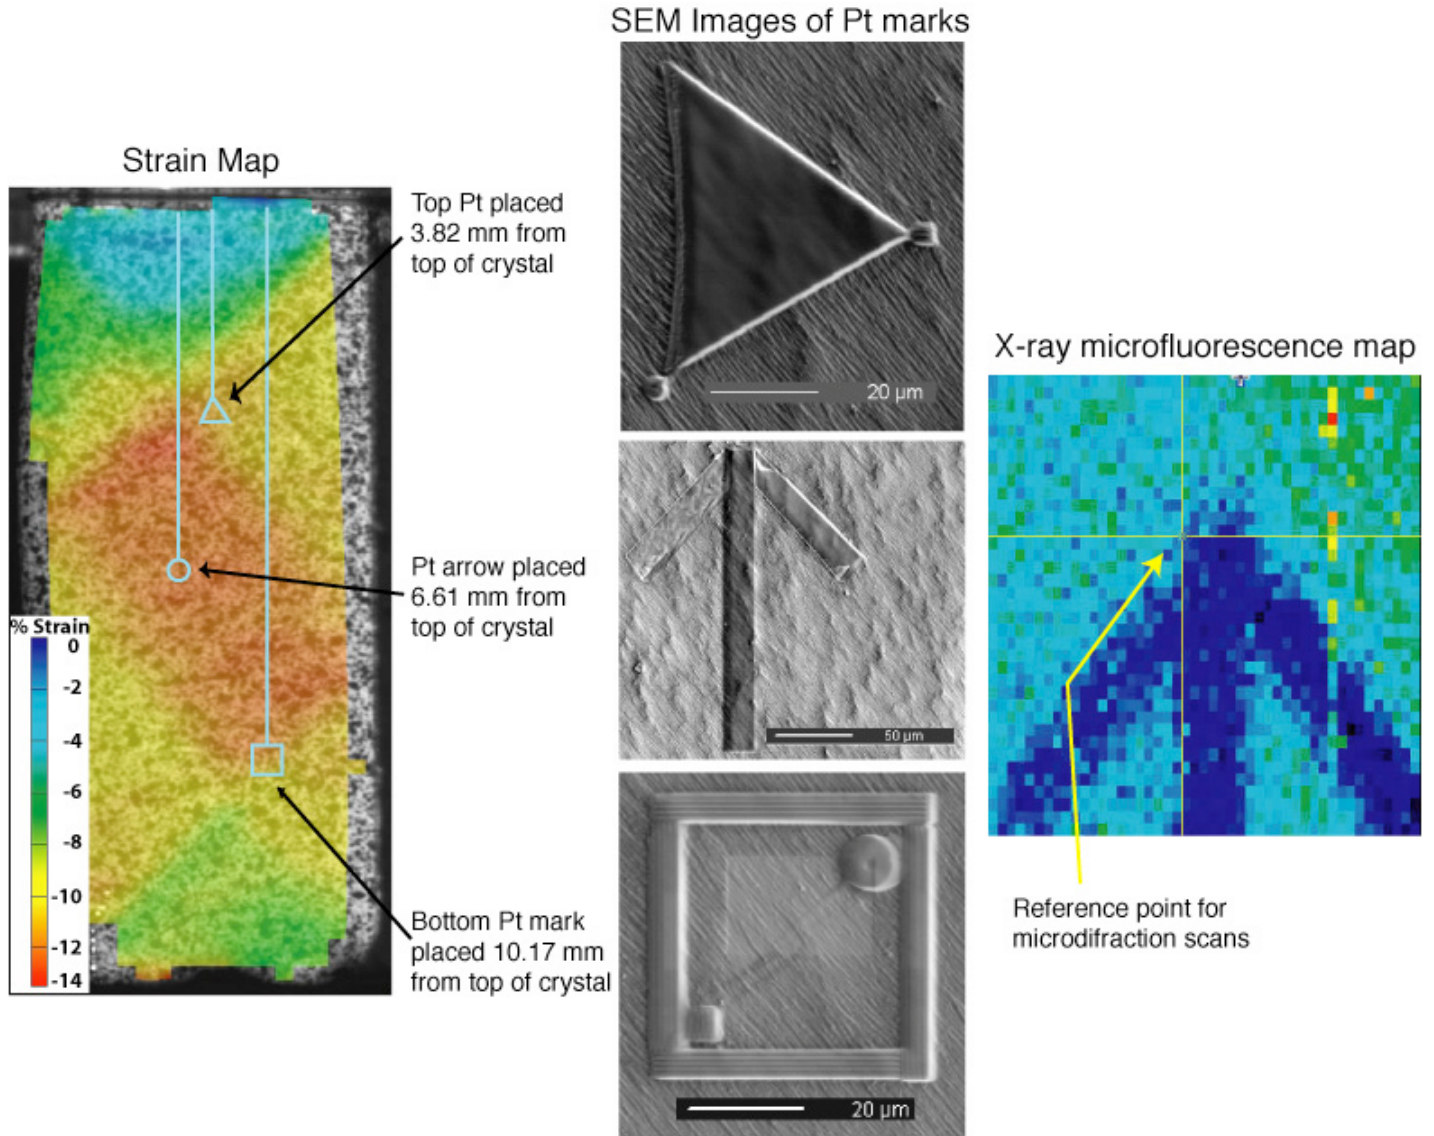 SEM Images of Pt marks
Strain Map
Top Pt placed
3.82 mm from
top of crystal
20 µm
X-ray microfluorescence map
Pt arrow placed
6.61 mm from
top of crystal
% Strain
0
-2
-4
-6
-8
-10
-12
-14
50 µm
Bottom Pt mark
placed 10.17 mm
from top of crystal
Reference point for
microdifraction scans
20 µm